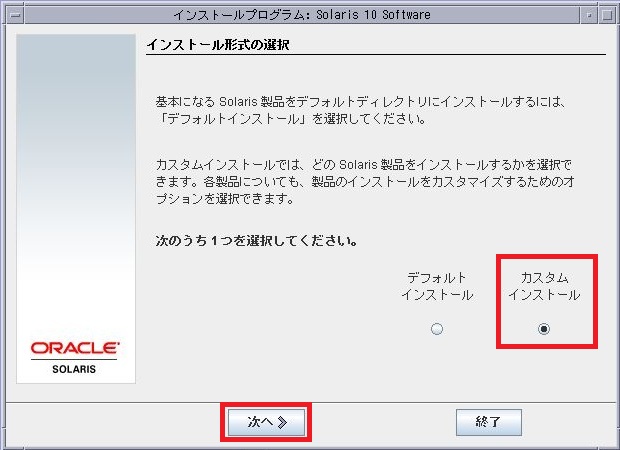 インストールプログラム: Solaris 10 Software
インストール形式の選択
基本になる Solaris 製品をデフォルトディレクトリにインストールするには、
「デフォルトインストール」を選択してください。
カスタムインストールでは、どの Solaris 製品をインストールするかを選択で
きます。各製品についても、製品のインストールをカスタマイズするためのオ
プションを選択できます。
次のうち 1 つを選択してください。
デフォルト
インストール
カスタム
インストール
ORACLE
SOLARIS
次へ
終了